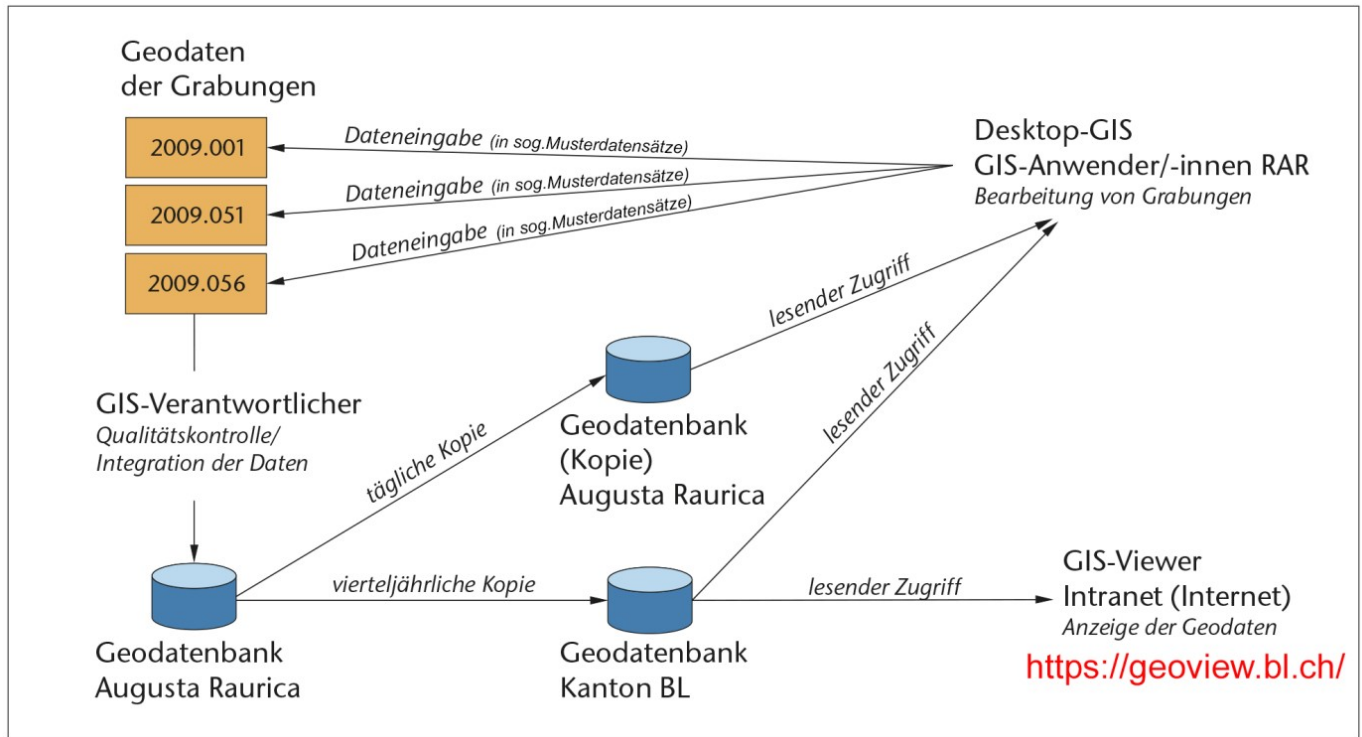 Geodaten
der Grabungen
2009.001
2009.051
2009.056
Dateneingabe (in sog.Musterdatensätze)
Dateneingabe (in sog.Musterdatensätze)
Dateneingabe (in sog.Musterdatensätze)
Desktop-GIS
GIS-Anwender/-innen RAR
Bearbeitung von Grabungen
lesender Zugriff
lesender Zugriff
GIS-Verantwortlicher
Qualitätskontrolle/
Integration der Daten
tägliche Kopie
Geodatenbank
(Kopie)
Augusta Raurica
vierteljährliche Kopie
lesender Zugriff
Geodatenbank
Augusta Raurica
Geodatenbank
Kanton BL
GIS-Viewer
Intranet (Internet)
Anzeige der Geodaten
https://geoview.bl.ch/